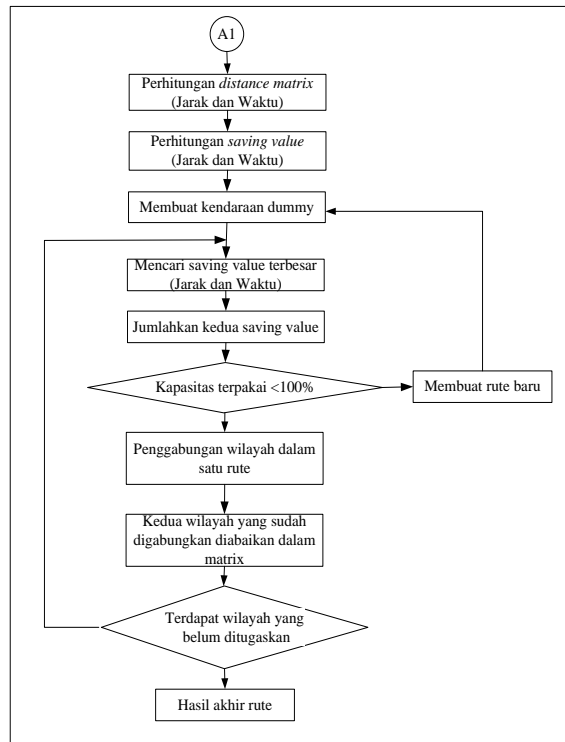 A1
Perhitungan distance matrix
(Jarak dan Waktu)
Perhitungan saving value
(Jarak dan Waktu)
Membuat kendaraan dummy
Mencari saving value terbesar
(Jarak dan Waktu)
Jumlahkan kedua saving value
Kapasitas terpakai <100%
Membuat rute baru
Penggabungan wilayah dalam
satu rute
Kedua wilayah yang sudah
digabungkan diabaikan dalam
matrix
Terdapat wilayah yang
belum ditugaskan
Hasil akhir rute